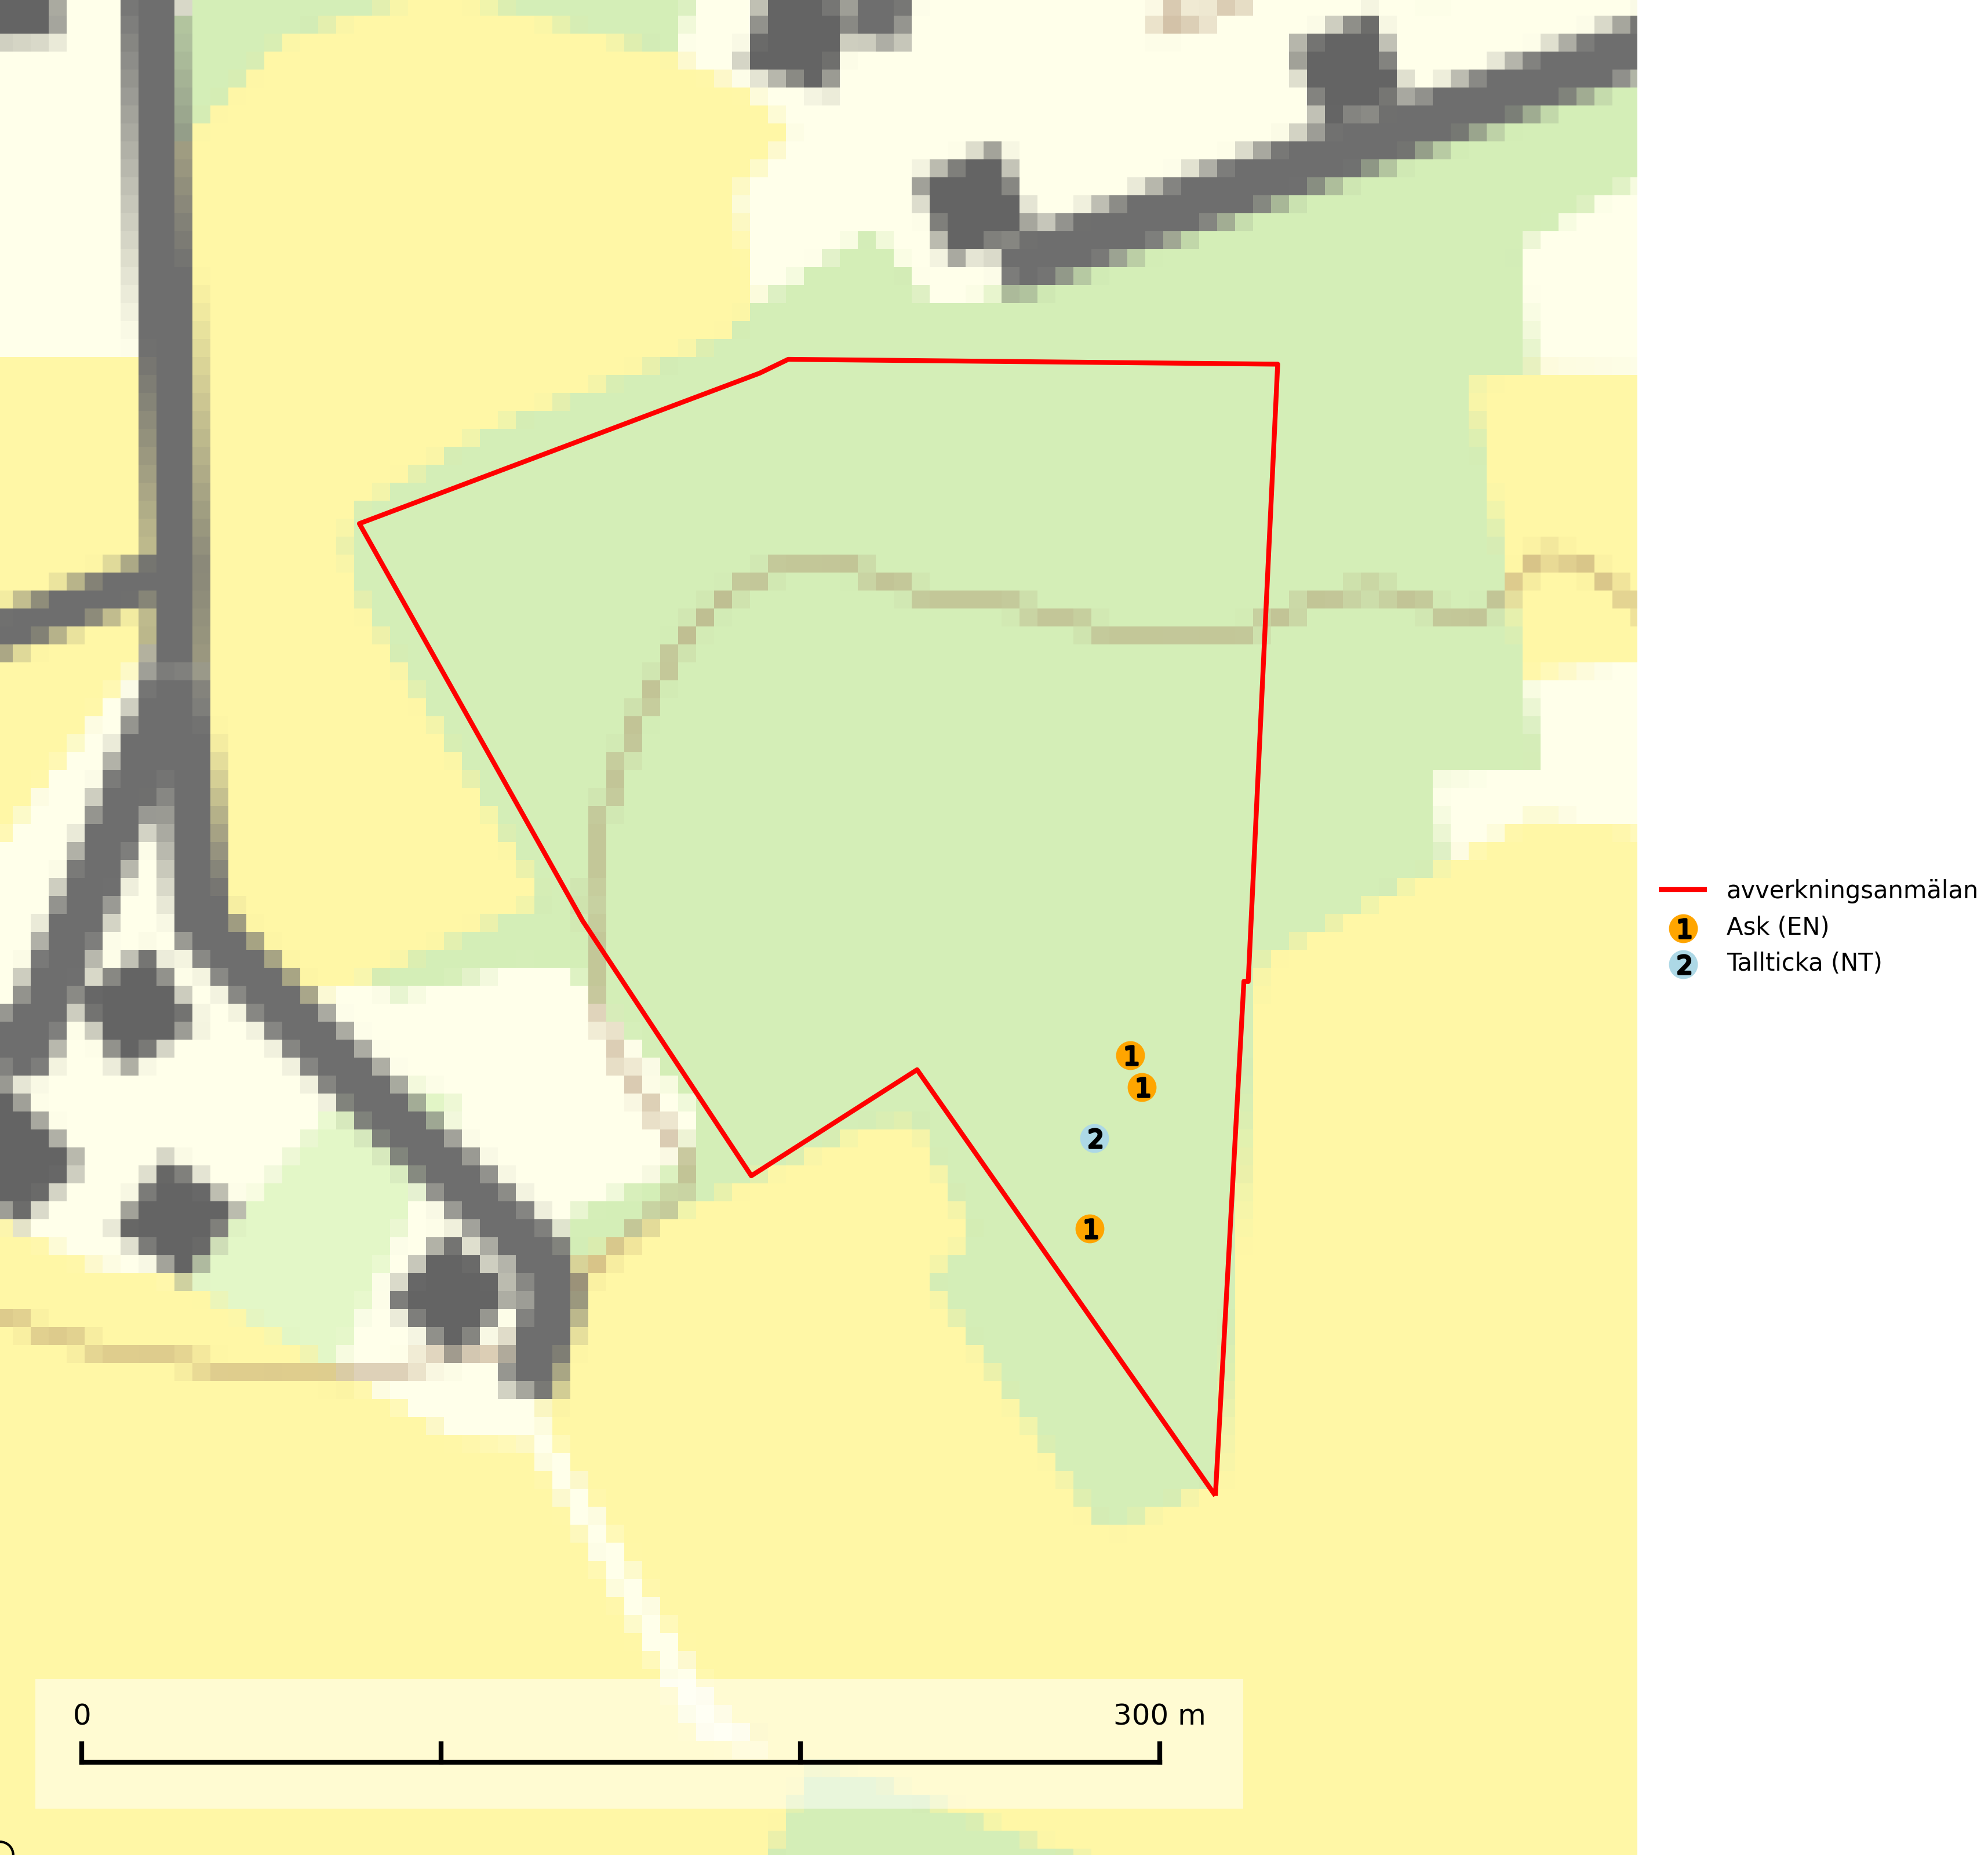 avverkningsanmälan
1 Ask (EN)
2 Tallticka (NT)
1
1
2
1
0 300 m